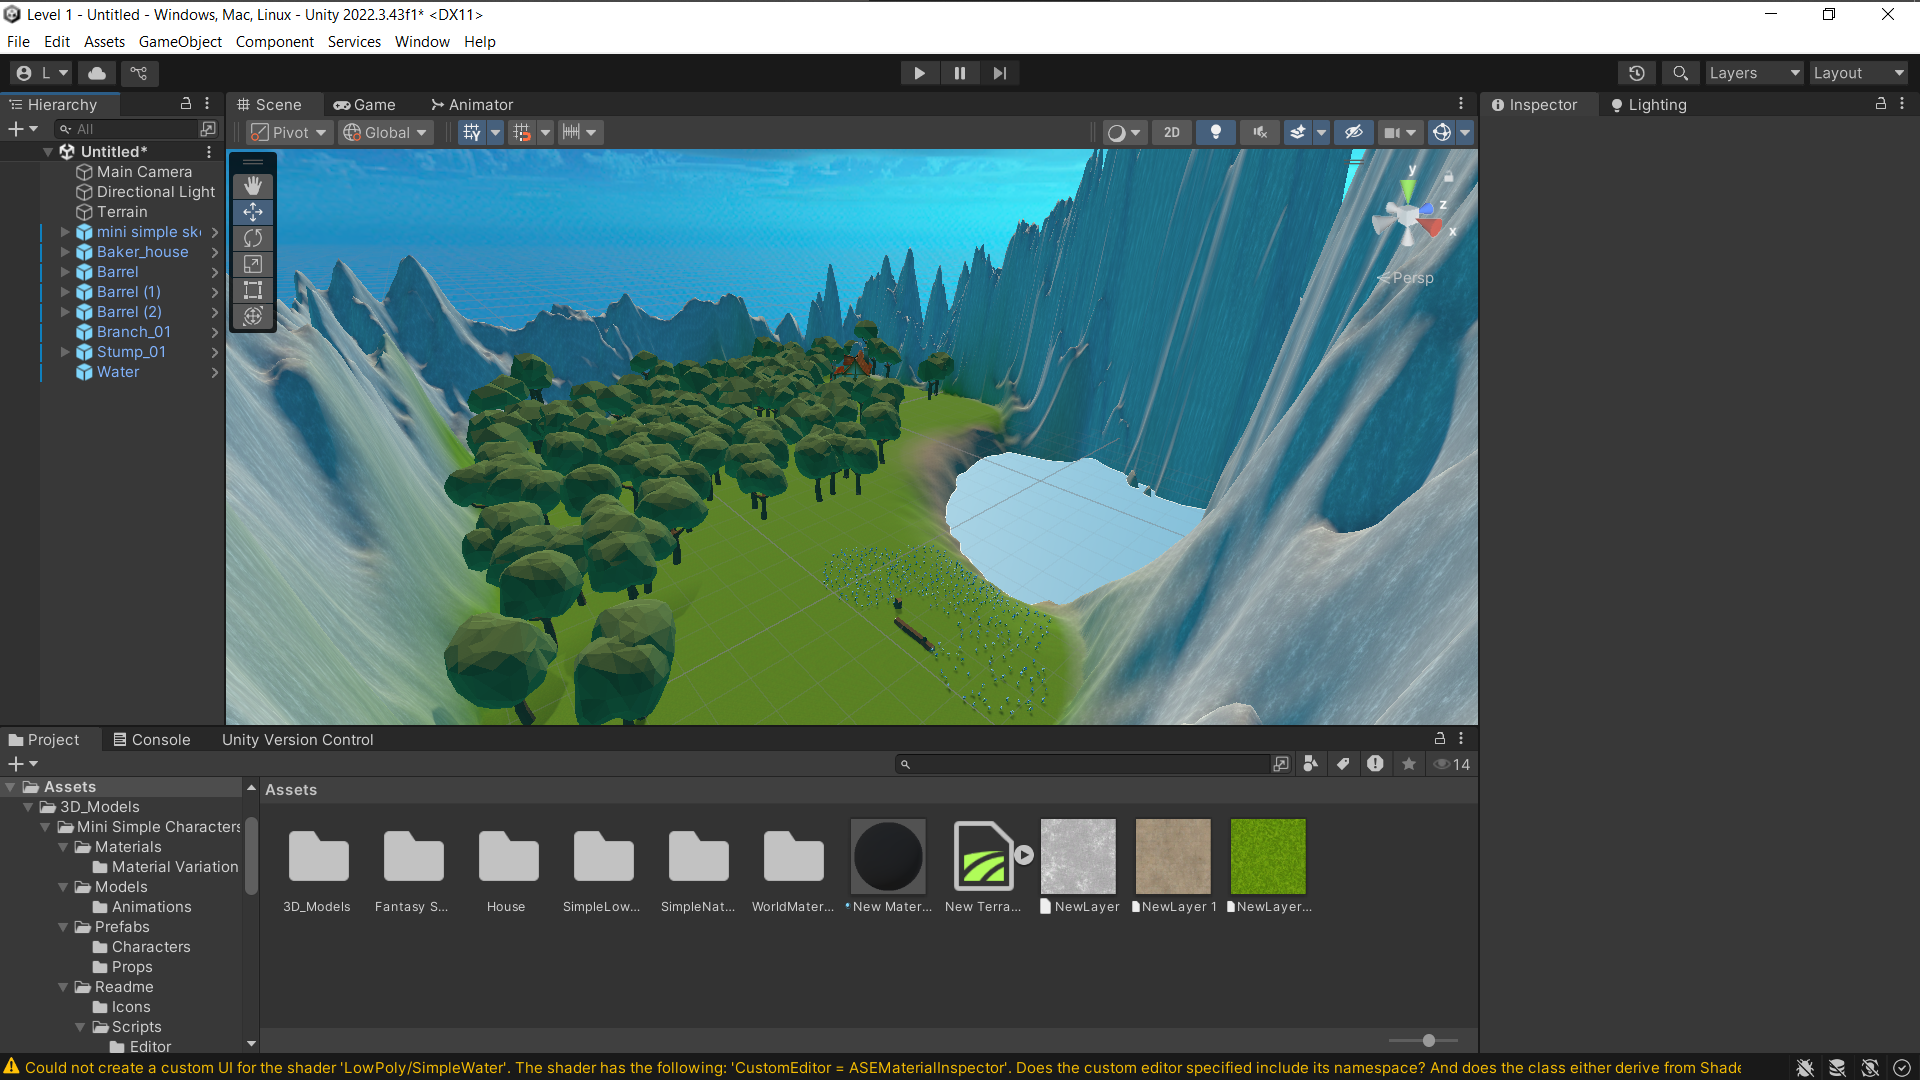 Level 1 - Untitled - Windows, Mac, Linux - Unity 2022.3.43f1* <DX11>
File Edit Assets GameObject Component Services Window Help
L Layers Layout
Hierarchy Scene Game Animator Inspector Lighting
All Pivot Global 2D
Untitled*
Main Camera
Directional Light
Terrain
mini simple sk
Baker_house
Barrel
Barrel (1)
Barrel (2)
Branch_01
Stump_01
Water
y
z
x
Persp
Project Console Unity Version Control
14
Assets
3D_Models
Mini Simple Characters
Materials
Material Variation
Models
Animations
Prefabs
Characters
Props
Readme
Icons
Scripts
Editor
Assets
3D_Models Fantasy S... House SimpleLow... SimpleNat... WorldMater... New Mater... New Terra... NewLayer NewLayer 1 NewLayer...
Could not create a custom UI for the shader 'LowPoly/SimpleWater'. The shader has the following: 'CustomEditor = ASEMaterialInspector'. Does the custom editor specified include its namespace? And does the class either derive from Shade